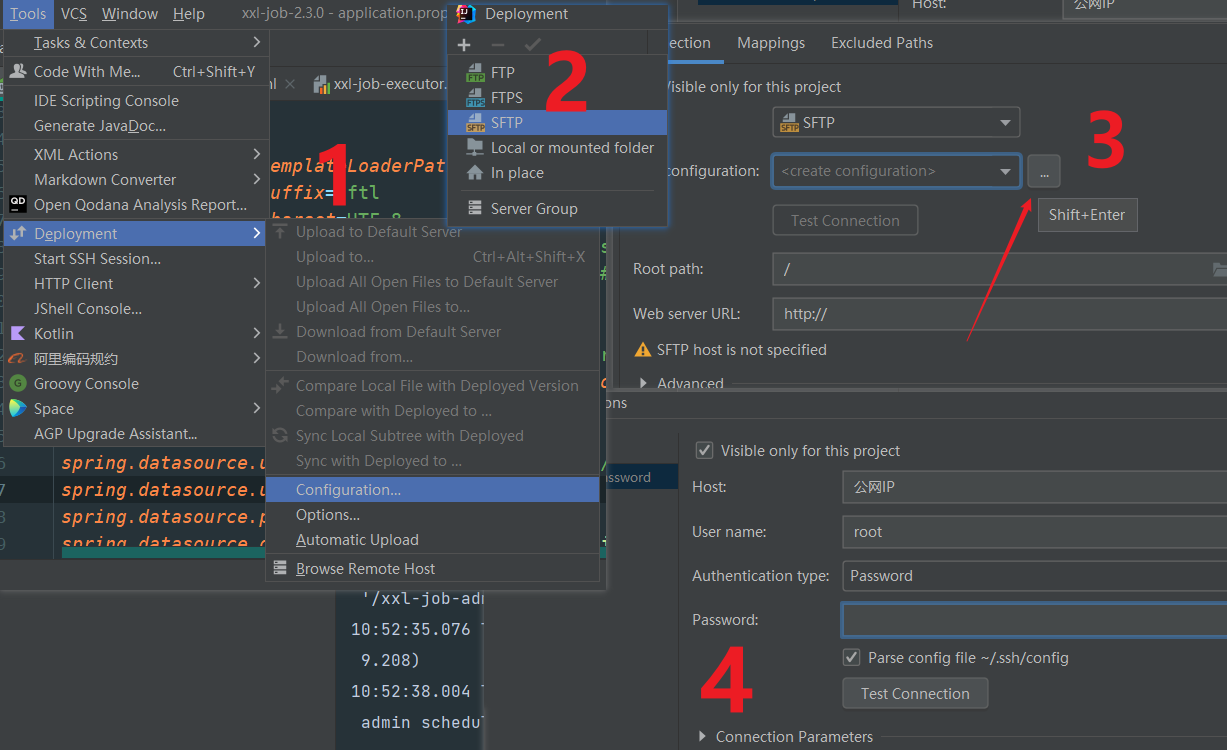 Tools VCS Window Help xxl-job-2.3.0 - application.prop
Tasks & Contexts
Code With Me... Ctrl+Shift+Y
IDE Scripting Console
Generate JavaDoc...
XML Actions
Markdown Converter
Open Qodana Analysis Report...
Deployment
Start SSH Session...
HTTP Client
JShell Console...
Kotlin
阿里编码规约
Groovy Console
Space
AGP Upgrade Assistant...
xxl-job-executor.
emplateLoaderPat
uffix= ftl
1
Upload to Default Server
Upload to... Ctrl+Alt+Shift+X
Upload All Open Files to Default Server
Upload All Open Files to...
Download from Default Server
Download from...
Compare Local File with Deployed Version
Compare with Deployed to ...
Sync Local Subtree with Deployed
Sync with Deployed to ...
Configuration...
Options...
Automatic Upload
Browse Remote Host
spring.datasource.u
spring.datasource.u
spring.datasource.p
spring.datasource.
'/xxl-job-adm
10:52:35.076
9.208)
10:52:38.004
admin schedu
Deployment
FTP
FTPS
SFTP
Local or mounted folder
In place
Server Group
2
Host: 公网IP
ection Mappings Excluded Paths
isible only for this project
SFTP
onfiguration: <create configuration> ...
Shift+Enter
Test Connection
3
Root path: /
Web server URL: http://
SFTP host is not specified
Advanced
ons
Visible only for this project
ssword
Host: 公网IP
User name: root
Authentication type: Password
Password:
Parse config file ~/.ssh/config
Test Connection
4
Connection Parameters